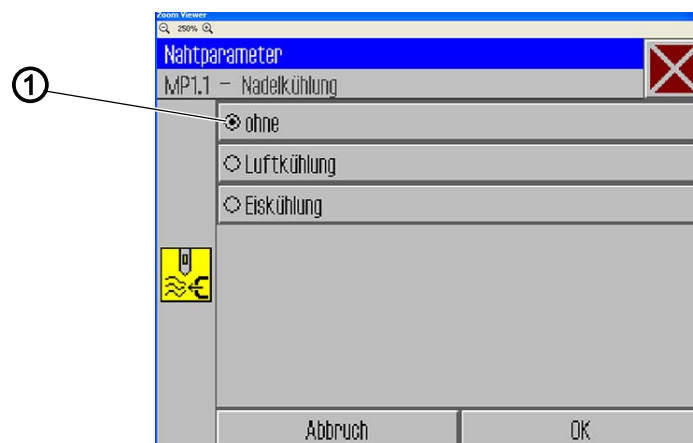 Zoom Viewer
250%
Nahtparameter
MP1.1 – Nadelkühlung
1
ohne
Luftkühlung
Eiskühlung
Abbruch
OK